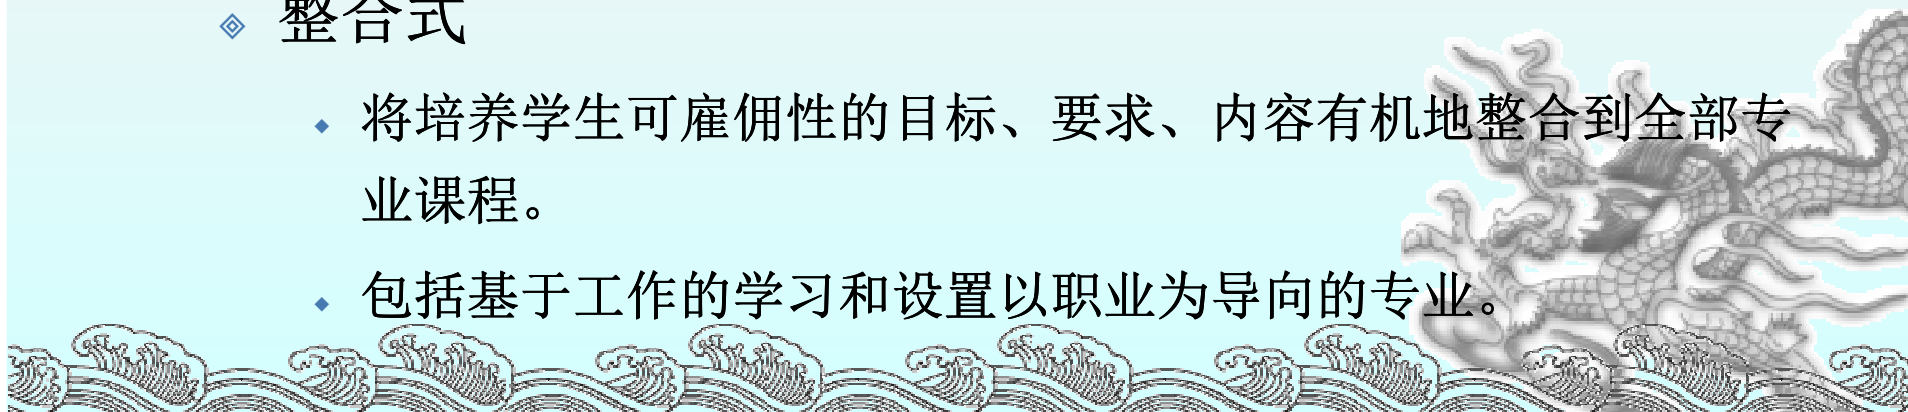 整合式
将培养学生可雇佣性的目标、要求、内容有机地整合到全部专
业课程。
包括基于工作的学习和设置以职业为导向的专业。